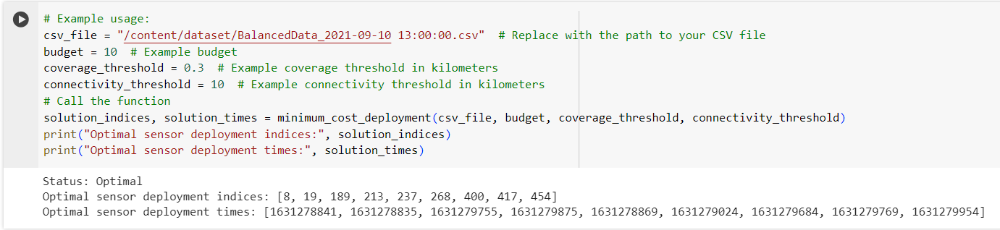 # Example usage:
csv_file = "/content/dataset/BalancedData_2021-09-10 13:00:00.csv"  # Replace with the path to your CSV file
budget = 10  # Example budget
coverage_threshold = 0.3  # Example coverage threshold in kilometers
connectivity_threshold = 10  # Example connectivity threshold in kilometers
# Call the function
solution_indices, solution_times = minimum_cost_deployment(csv_file, budget, coverage_threshold, connectivity_threshold)
print("Optimal sensor deployment indices:", solution_indices)
print("Optimal sensor deployment times:", solution_times)
Status: Optimal
Optimal sensor deployment indices: [8, 19, 189, 213, 237, 268, 400, 417, 454]
Optimal sensor deployment times: [1631278841, 1631278835, 1631279755, 1631279875, 1631278869, 1631279024, 1631279684, 1631279769, 1631279954]